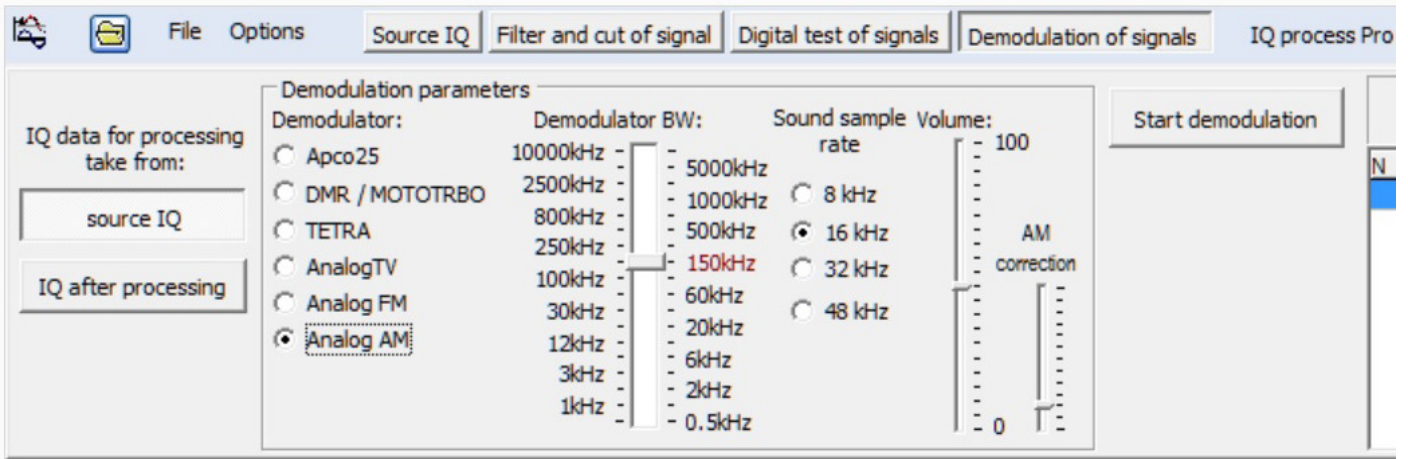 File Options Source IQ Filter and cut of signal Digital test of signals Demodulation of signals IQ process Pro
IQ data for processing
take from:
source IQ
IQ after processing
Demodulation parameters
Demodulator:
Apco25
DMR / MOTOTRBO
TETRA
AnalogTV
Analog FM
Analog AM
Demodulator BW:
10000kHz
5000kHz
2500kHz
1000kHz
800kHz
500kHz
250kHz
150kHz
100kHz
60kHz
30kHz
20kHz
12kHz
6kHz
3kHz
2kHz
1kHz
0.5kHz
Sound sample
rate
8 kHz
16 kHz
32 kHz
48 kHz
Volume:
100
0
AM
correction
Start demodulation
N